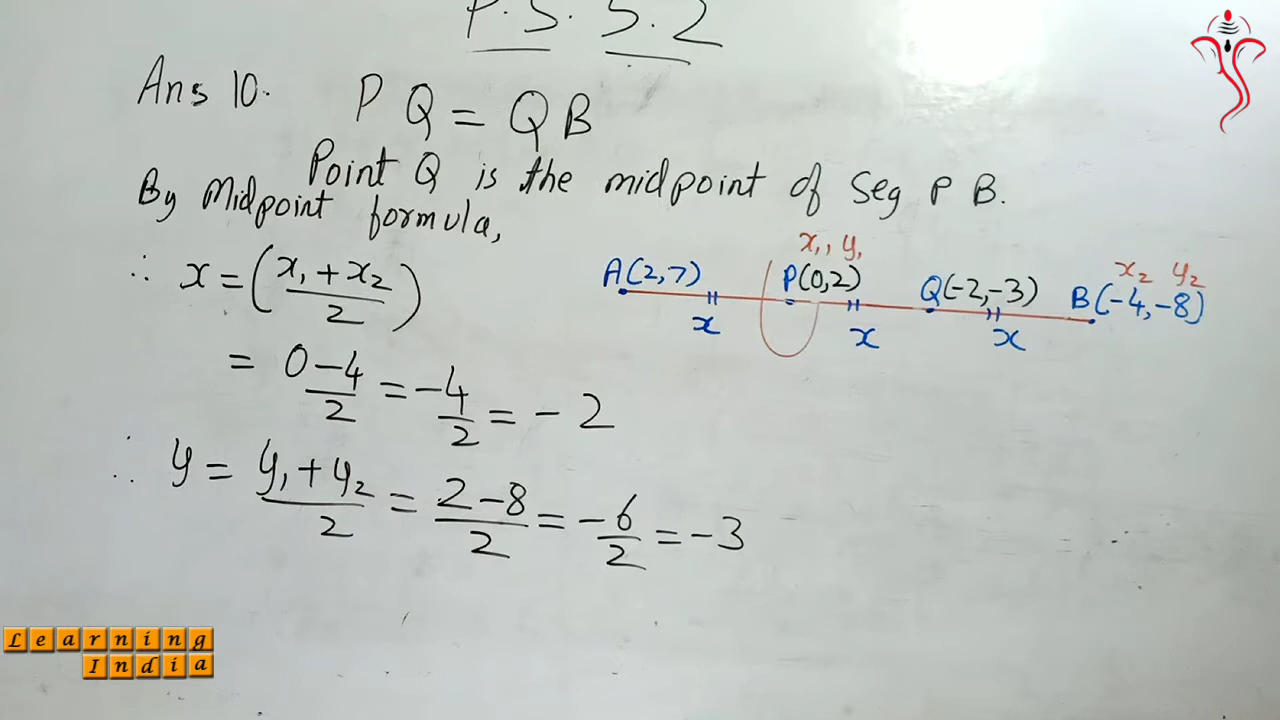 P.S. 5.2
Ans 10. PQ = QB
Point Q is the midpoint of seg PB.
By Midpoint formula,
∴ x = (x₁ + x₂ / 2)
= 0 - 4 / 2 = -4 / 2 = -2
∴ y = y₁ + y₂ / 2 = 2 - 8 / 2 = -6 / 2 = -3
x₁, y₁ x₂ y₂
A(2,7) P(0,2) Q(-2,-3) B(-4,-8)
x x x
Learning
India